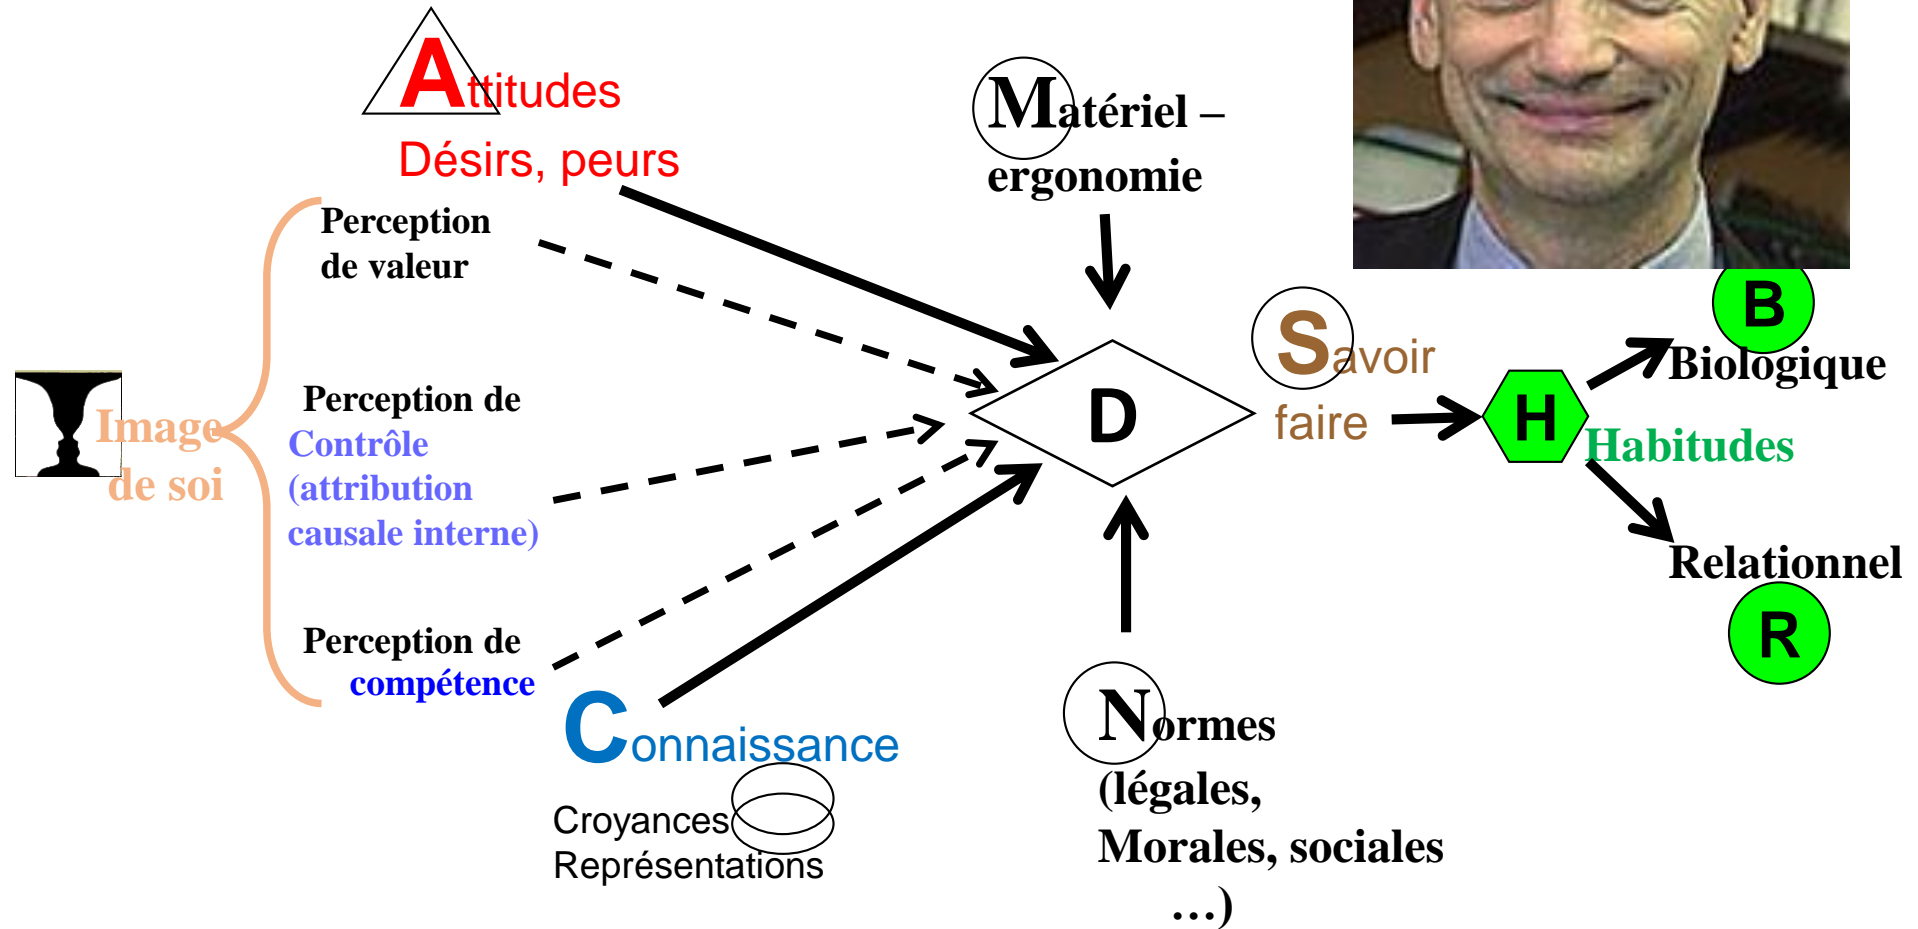 Attitudes
Désirs, peurs
Matériel –
ergonomie
Perception
de valeur
Image
de soi
Perception de
Contrôle
(attribution
causale interne)
Perception de
compétence
Connaissance
Croyances
Représentations
D
Normes
(légales,
Morales, sociales
…)
Savoir
faire
H
Habitudes
B
Biologique
Relationnel
R